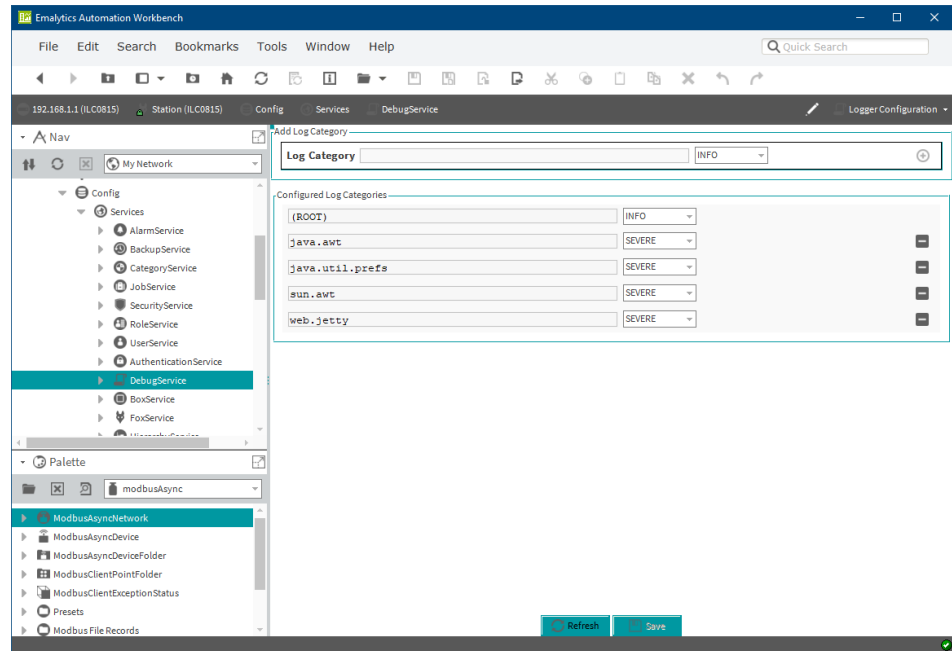 Emalytics Automation Workbench
File Edit Search Bookmarks Tools Window Help
Quick Search
192.168.1.1 (ILC0815) Station (ILC0815) Config Services DebugService Logger Configuration
Nav
My Network
Config
Services
AlarmService
BackupService
CategoryService
JobService
SecurityService
RoleService
UserService
AuthenticationService
DebugService
BoxService
FoxService
HierarchyService
Palette
modbusAsync
ModbusAsyncNetwork
ModbusAsyncDevice
ModbusAsyncDeviceFolder
ModbusClientPointFolder
ModbusClientExceptionStatus
Presets
Modbus File Records
Add Log Category
Log Category INFO
Configured Log Categories
(ROOT) INFO
java.awt SEVERE
java.util.prefs SEVERE
sun.awt SEVERE
web.jetty SEVERE
Refresh Save